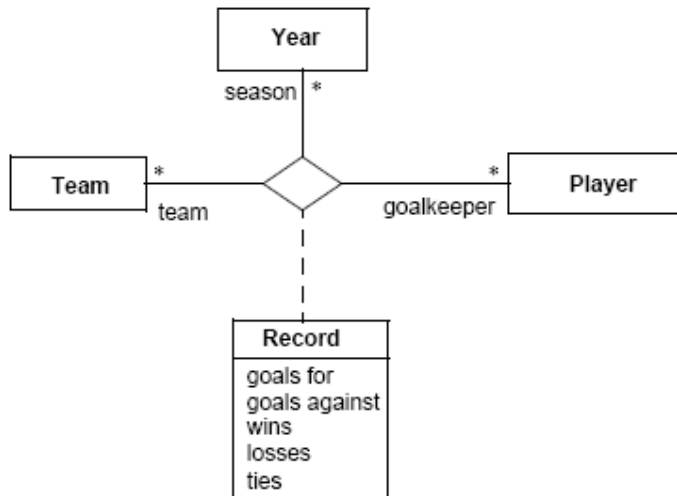 Year
season *
Team
*
team
*
goalkeeper
Player
Record
goals for
goals against
wins
losses
ties